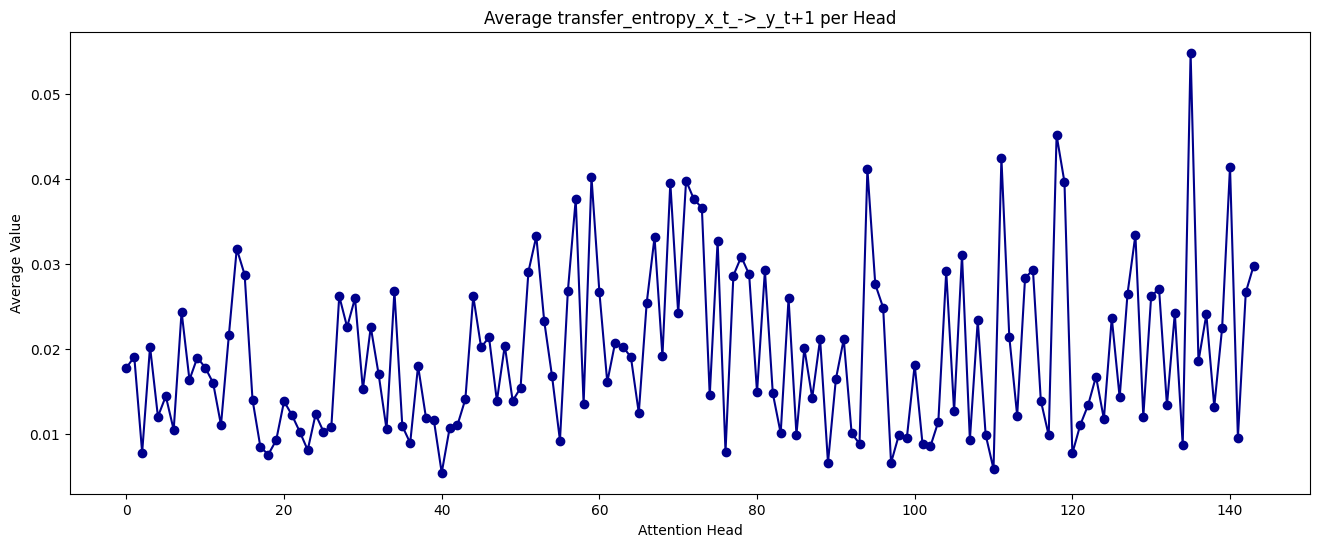 Average transfer_entropy_x_t_->_y_t+1 per Head
Average Value
0.05
0.04
0.03
0.02
0.01
0 20 40 60 80 100 120 140
Attention Head